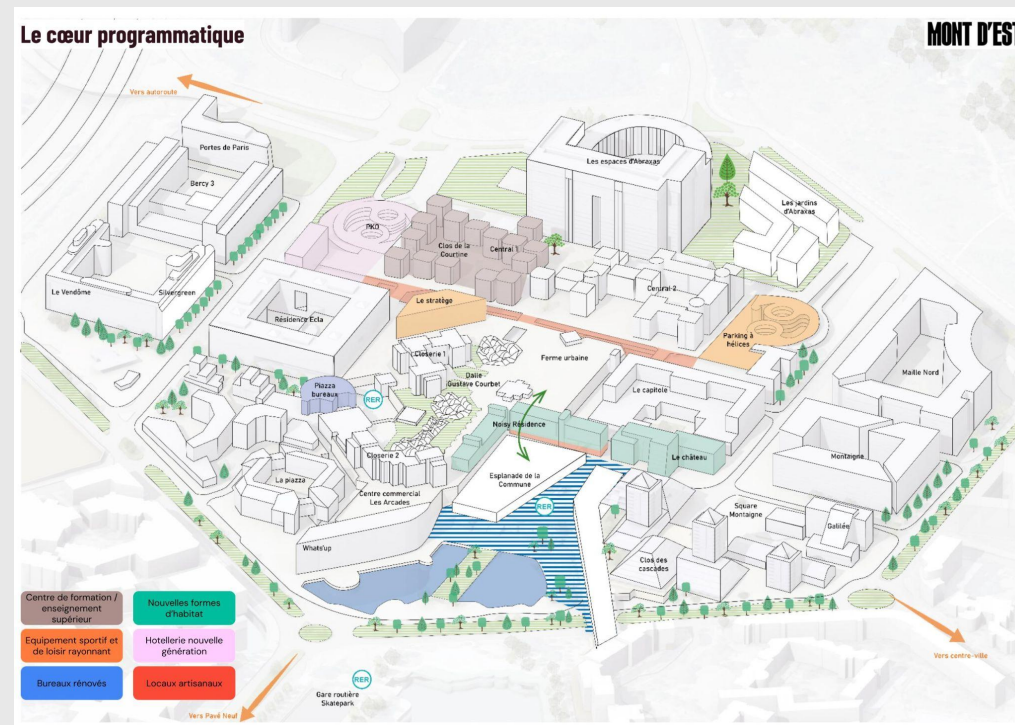 Le cœur programmatique
MONT D'EST
Vers autoroute
Portes de Paris
Bercy 3
Les espaces d'Abraxas
Les jardins
d'Abraxas
PKO
Clos de la
Courtine
Central 1
Le Vendôme
Silvergreen
Central 2
Le stratège
Résidence Ecla
Parking à
hélices
Closerie 1
Ferme urbaine
Maille Nord
Dalle
Gustave Courbet
Piazza
bureaux
RER
Le capitole
Noisy Résidence
Closerie 2
Le château
Montaigne
La piazza
Esplanade de la
Commune
Centre commercial
Les Arcades
RER
Square
Montaigne
Galilée
Whats'up
Clos des
cascades
Centre de formation /
enseignement
supérieur
Nouvelles formes
d'habitat
Equipement sportif et
de loisir rayonnant
Hotellerie nouvelle
génération
Bureaux rénovés
Locaux artisanaux
Vers centre-ville
RER
Gare routière
Skatepark
Vers Pavé Neuf